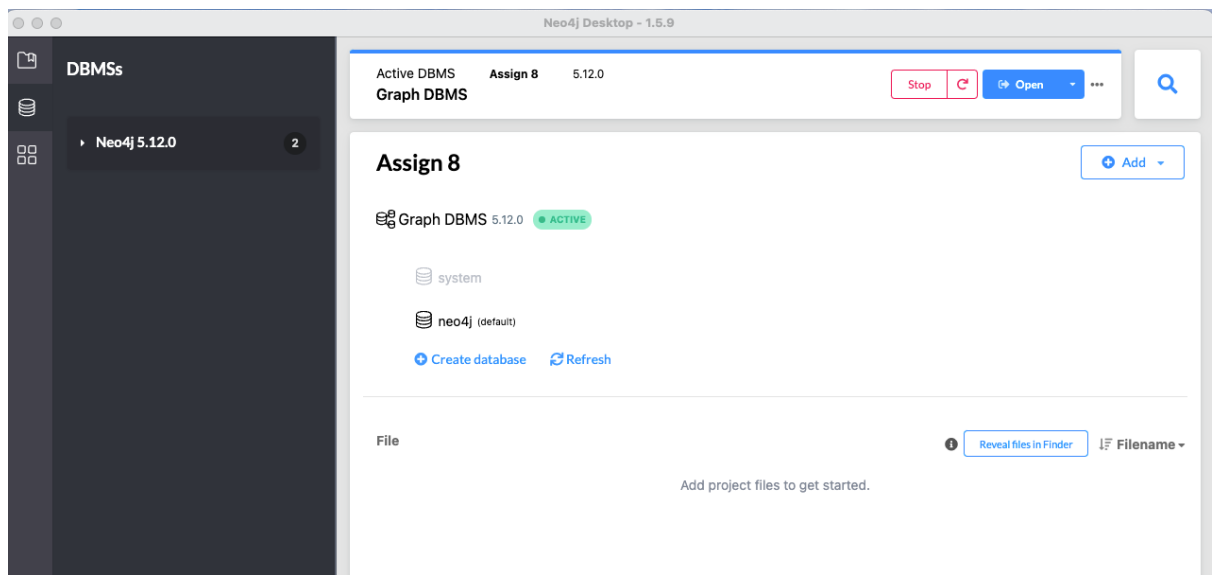 Neo4j Desktop - 1.5.9
DBMSs
Neo4j 5.12.0 2
Active DBMS Assign 8 5.12.0
Graph DBMS
Stop Open
Assign 8
Add
Graph DBMS 5.12.0 ACTIVE
system
neo4j (default)
Create database Refresh
File
Reveal files in Finder Filename
Add project files to get started.